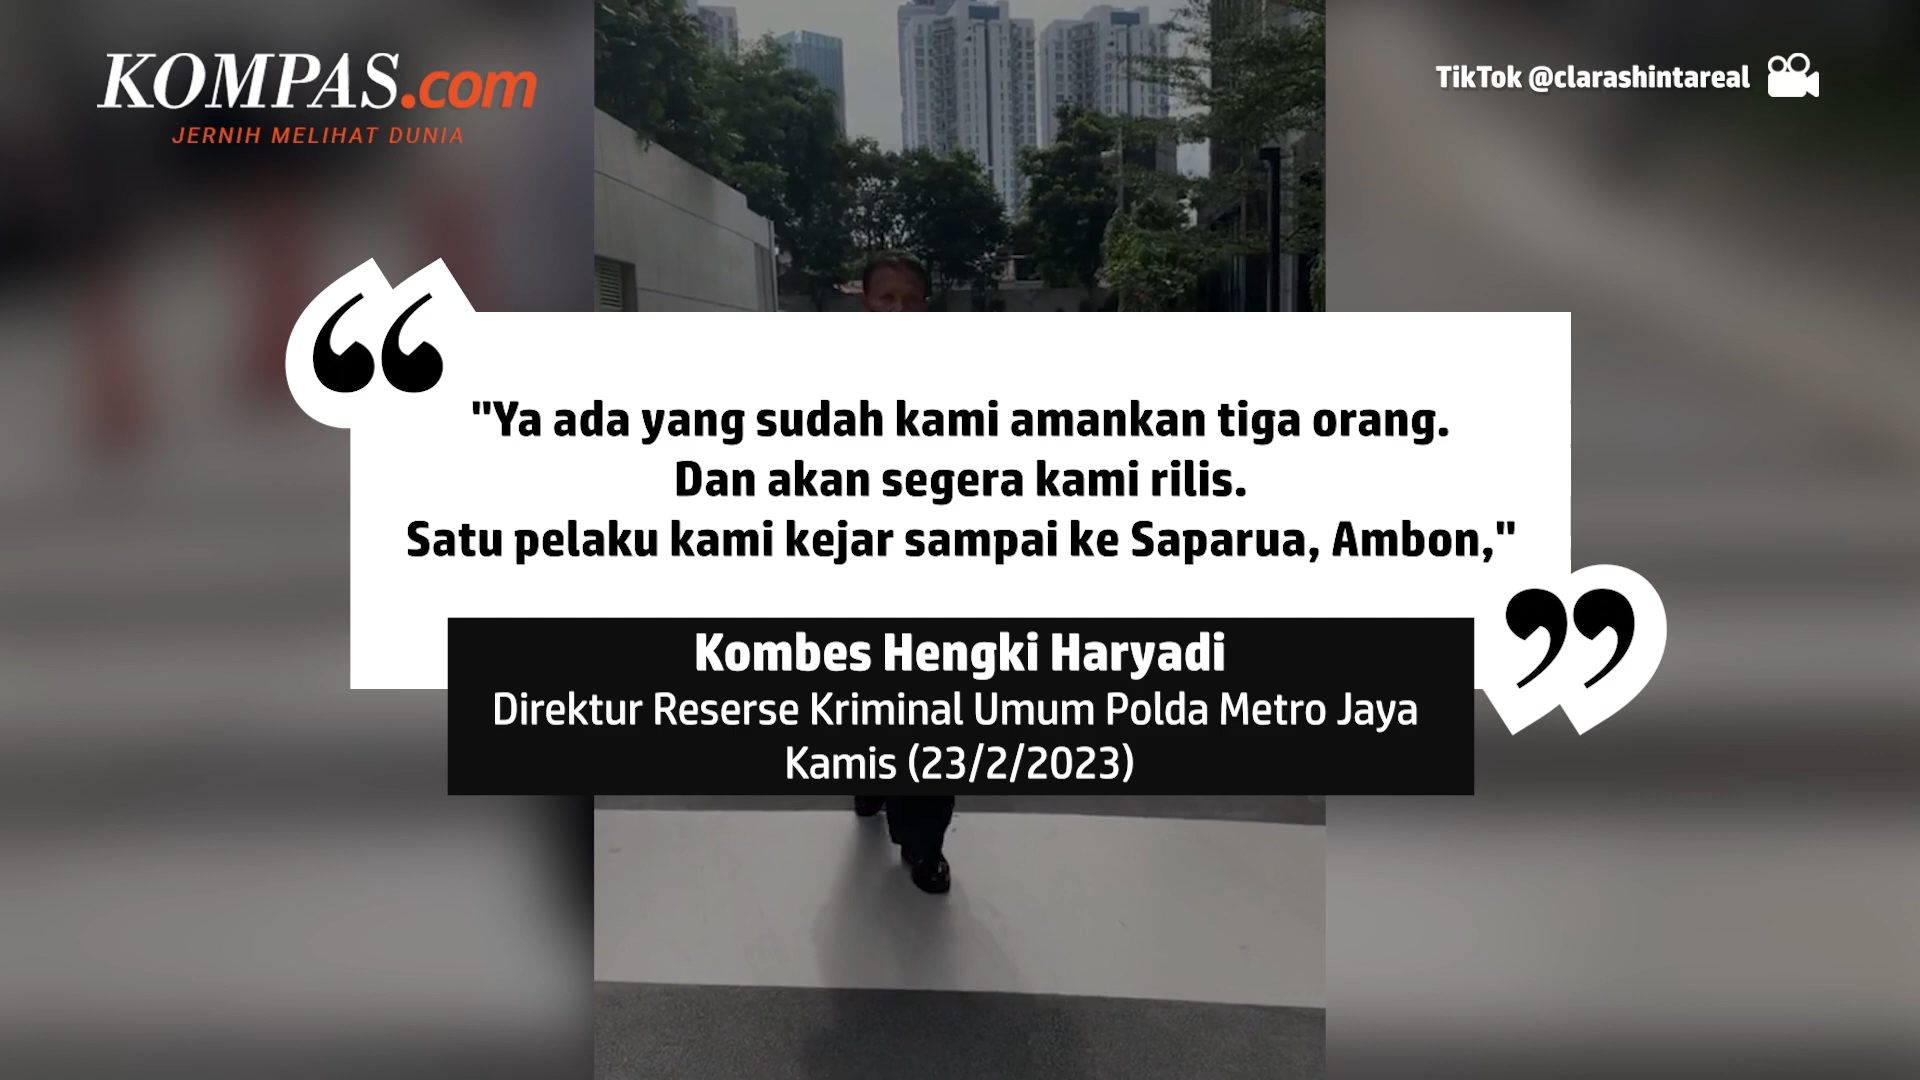 KOMPAS.com
JERNIH MELIHAT DUNIA
TikTok @clarashintareal
"Ya ada yang sudah kami amankan tiga orang.
Dan akan segera kami rilis.
Satu pelaku kami kejar sampai ke Saparua, Ambon,"
Kombes Hengki Haryadi
Direktur Reserse Kriminal Umum Polda Metro Jaya
Kamis (23/2/2023)